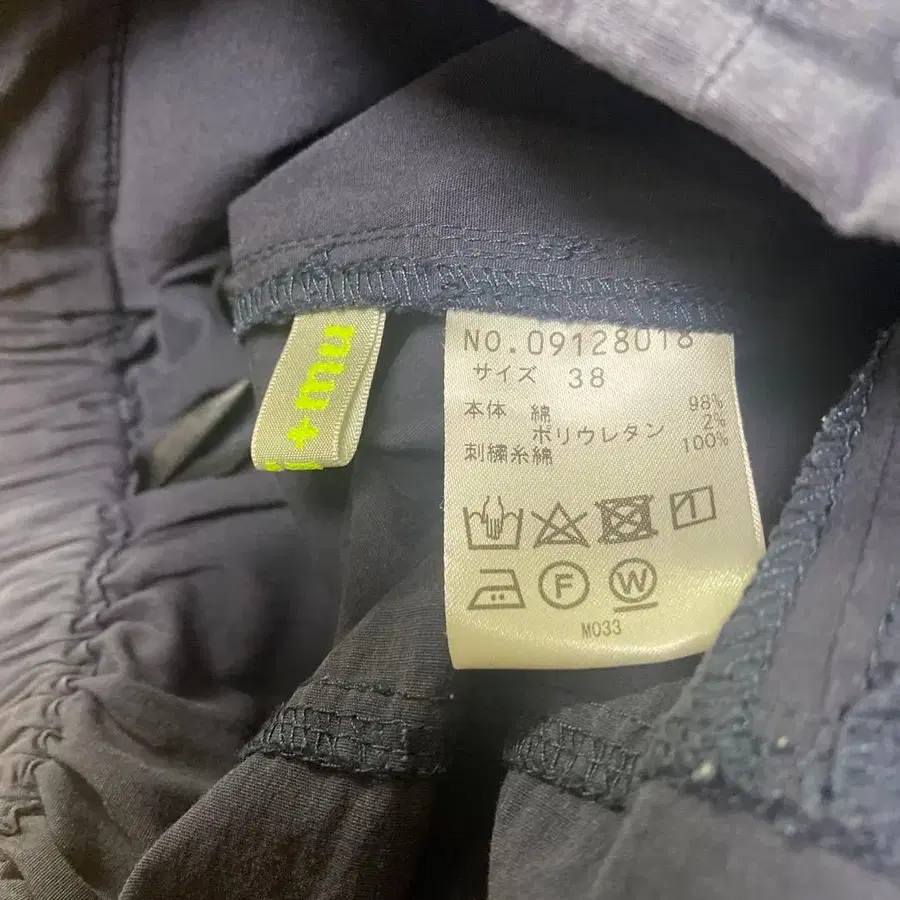 mu+
NO.09128018
サイズ 38
本体 綿 98%
ポリウレタン 2%
刺繍糸綿 100%
F W
M033